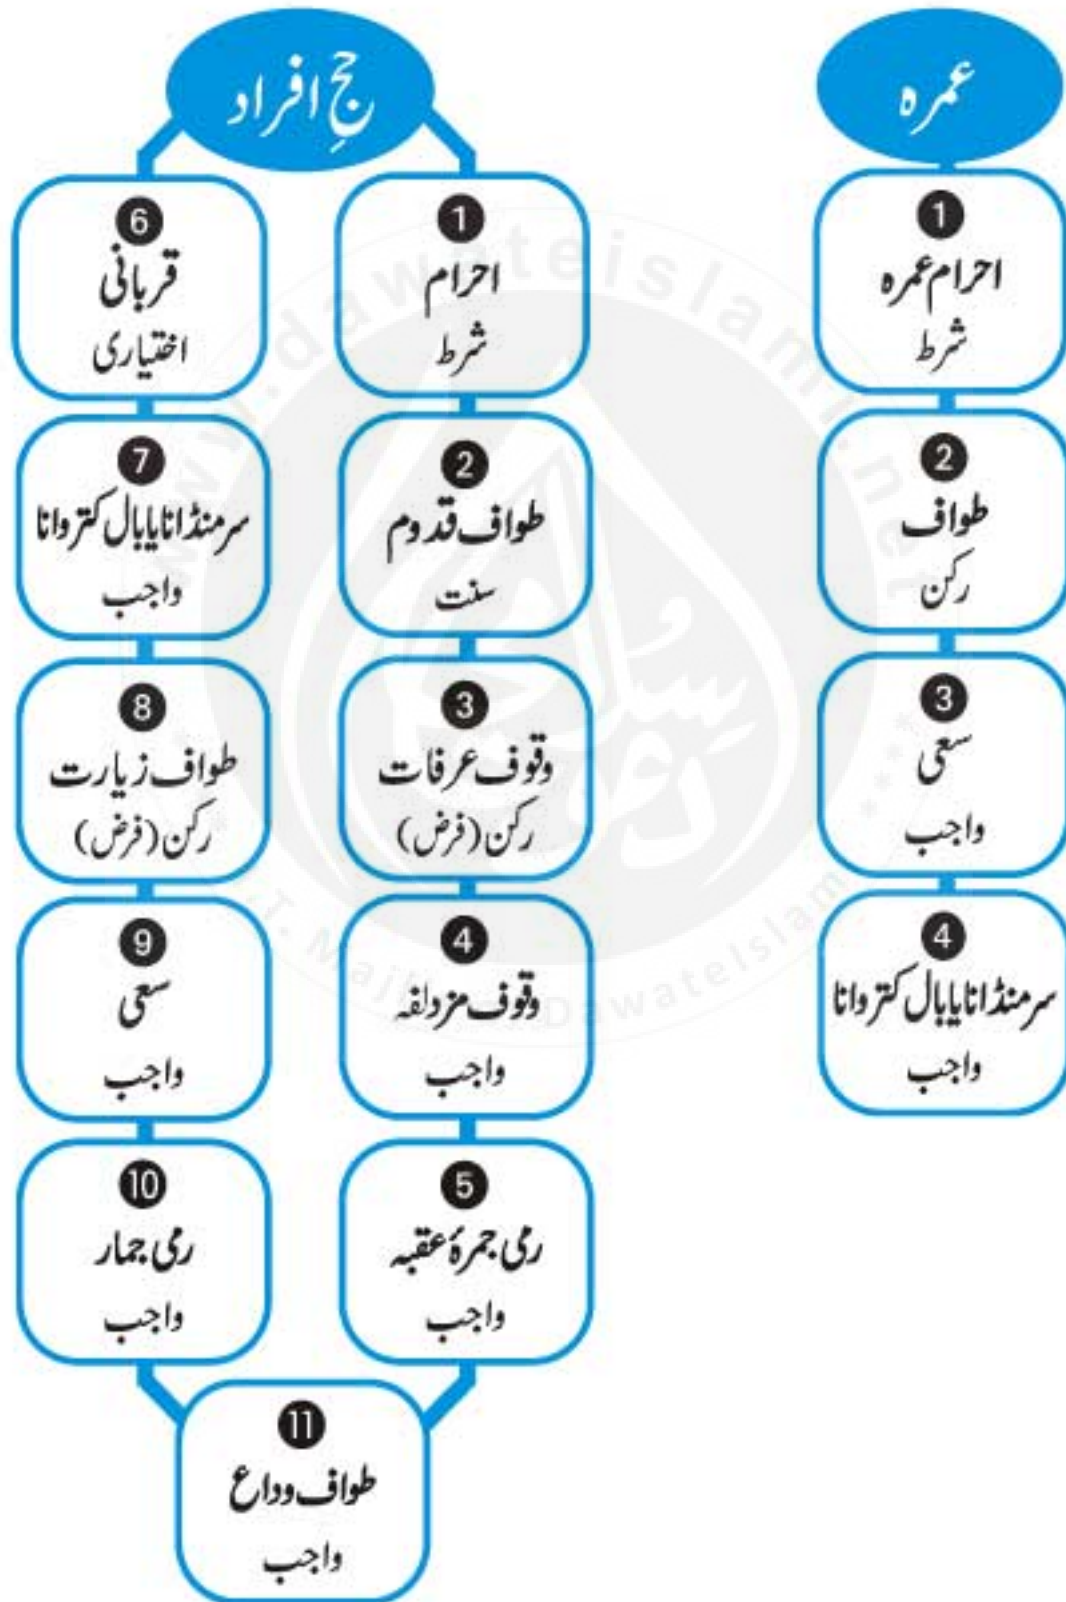 عمرہ
1
احرام عمرہ
شرط
2
طواف
رکن
3
سعی
واجب
4
سر منڈانا یا بال کتروانا
واجب
حجِ افراد
1
احرام
شرط
2
طواف قدوم
سنت
3
وقوف عرفات
رکن (فرض)
4
وقوف مزدلفہ
واجب
5
رمی جمرۂ عقبہ
واجب
6
قربانی
اختیاری
7
سر منڈانا یا بال کتروانا
واجب
8
طواف زیارت
رکن (فرض)
9
سعی
واجب
10
رمی جمار
واجب
11
طواف وداع
واجب
www.dawateislami.net